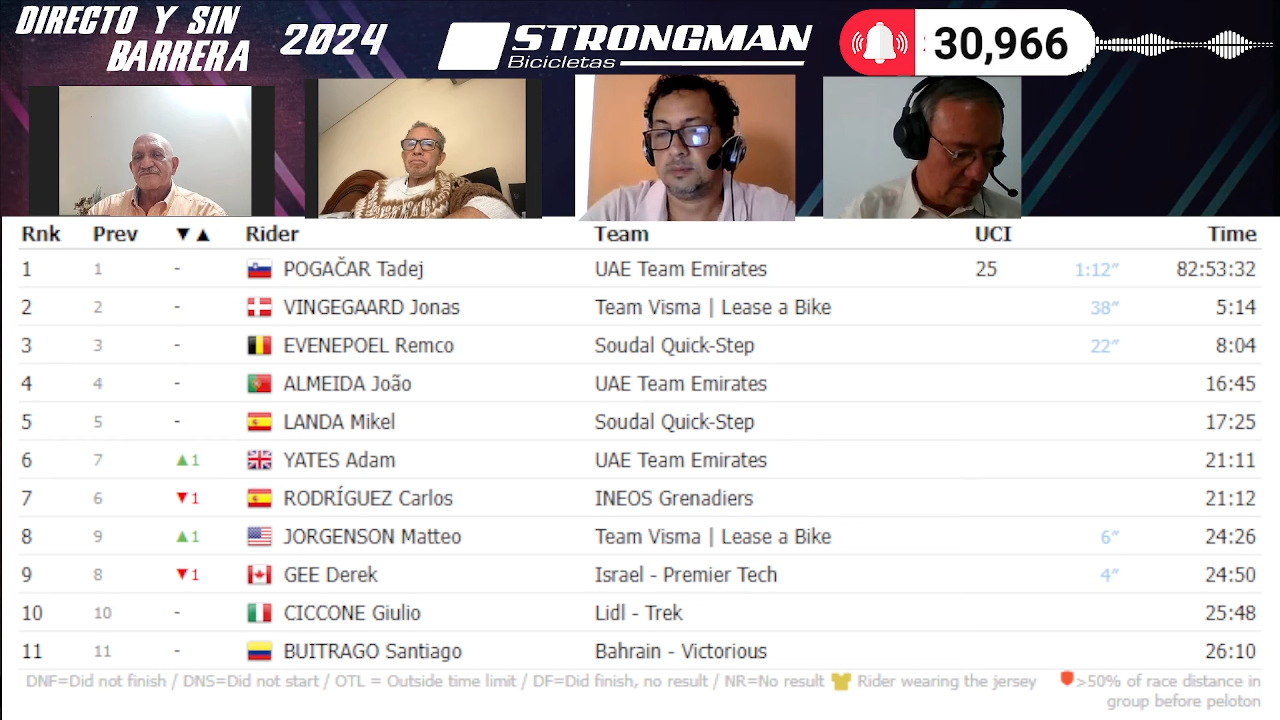 DIRECTO Y SIN
BARRERA
2024
STRONGMAN
Bicicletas
30,966
Rnk Prev ▼▲ Rider Team UCI Time
1 1 - POGAČAR Tadej UAE Team Emirates 25 1:12″ 82:53:32
2 2 - VINGEGAARD Jonas Team Visma | Lease a Bike 38″ 5:14
3 3 - EVENEPOEL Remco Soudal Quick-Step 22″ 8:04
4 4 - ALMEIDA João UAE Team Emirates 16:45
5 5 - LANDA Mikel Soudal Quick-Step 17:25
6 7 ▲1 YATES Adam UAE Team Emirates 21:11
7 6 ▼1 RODRÍGUEZ Carlos INEOS Grenadiers 21:12
8 9 ▲1 JORGENSON Matteo Team Visma | Lease a Bike 6″ 24:26
9 8 ▼1 GEE Derek Israel - Premier Tech 4″ 24:50
10 10 - CICCONE Giulio Lidl - Trek 25:48
11 11 - BUITRAGO Santiago Bahrain - Victorious 26:10
DNF=Did not finish / DNS=Did not start / OTL = Outside time limit / DF=Did finish, no result / NR=No result Rider wearing the jersey >50% of race distance in
group before peloton